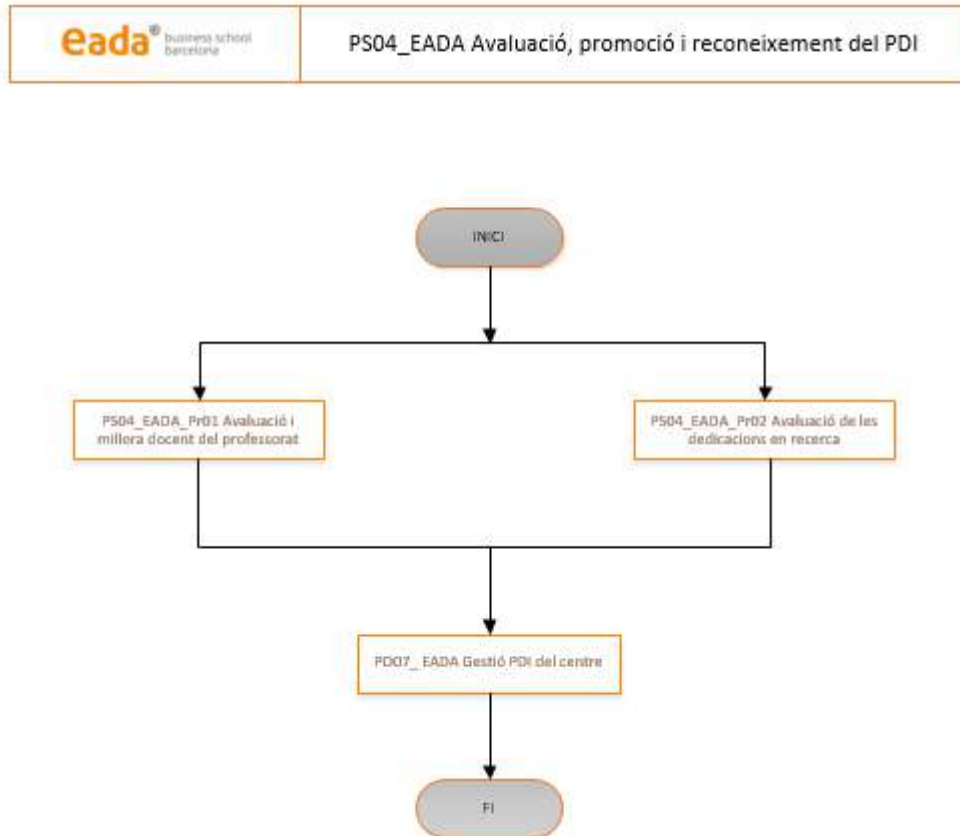 eada® business school
barcelona
PS04_EADA Avaluació, promoció i reconeixement del PDI
INICI
PS04_EADA_Pr01 Avaluació i
millora docent del professorat
PS04_EADA_Pr02 Avaluació de les
dedicacions en recerca
PD07_ EADA Gestió PDI del centre
FI